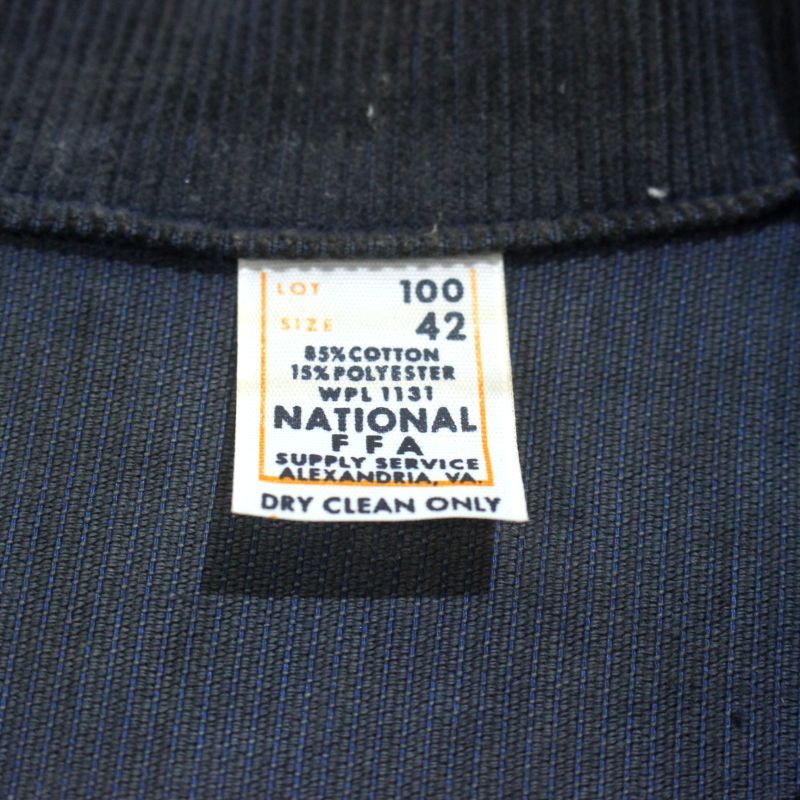 LOT 100
SIZE 42
85% COTTON
15% POLYESTER
WPL 1131
NATIONAL
FFA
SUPPLY SERVICE
ALEXANDRIA, VA.
DRY CLEAN ONLY